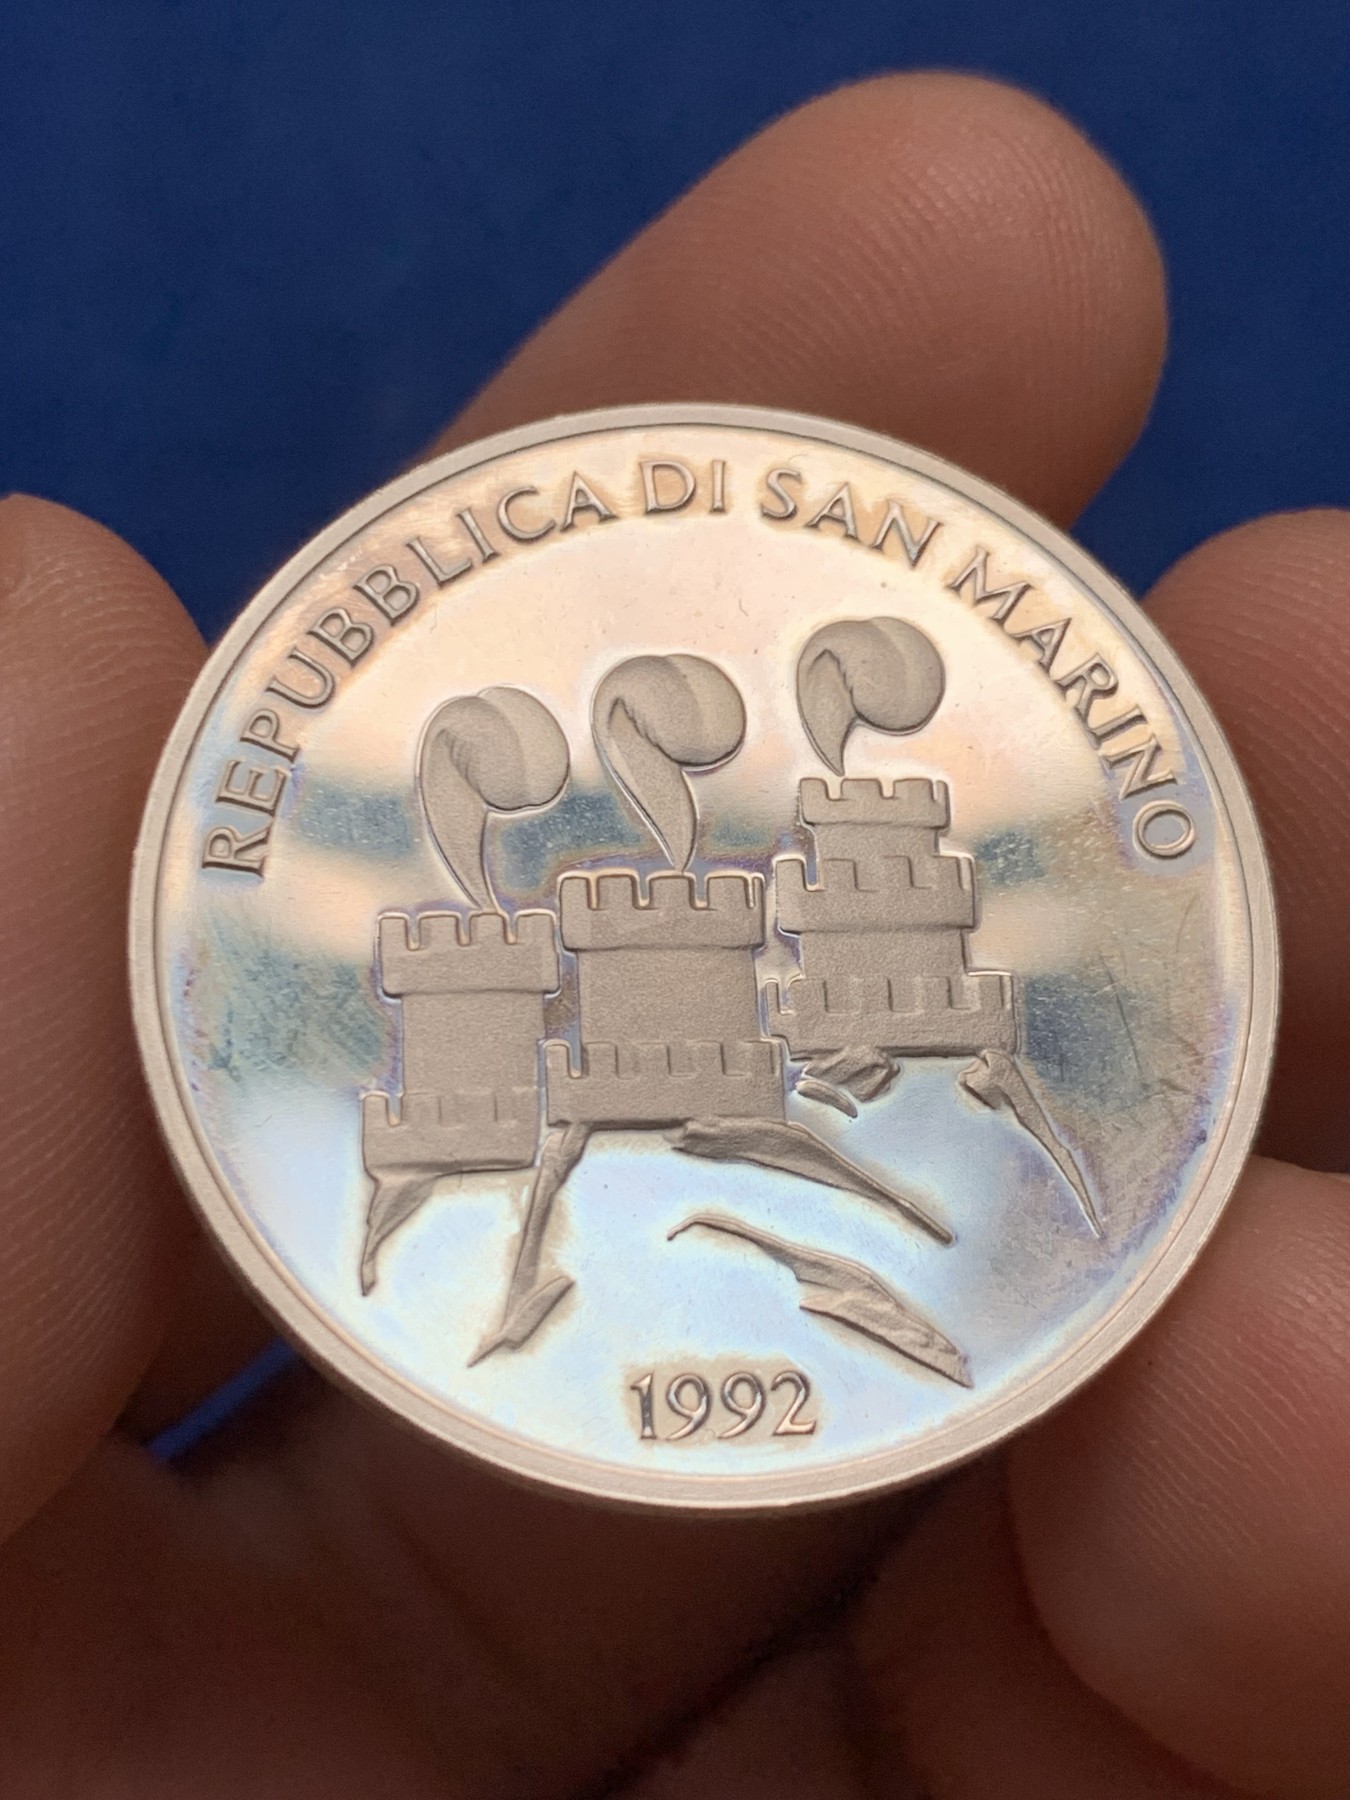 REPUBBLICA DI SAN MARINO
1992